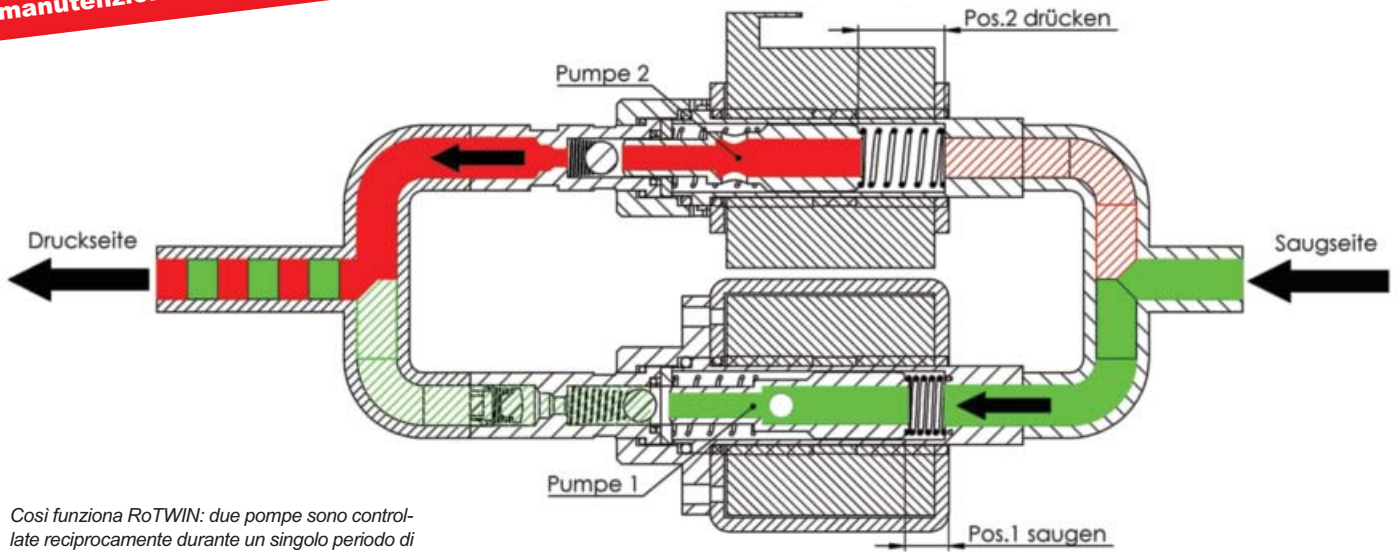 Pos.2 drücken
Pumpe 2
Druckseite
Saugseite
Pumpe 1
Pos.1 saugen
Così funziona RoTWIN: due pompe sono control-
late reciprocamente durante un singolo periodo di